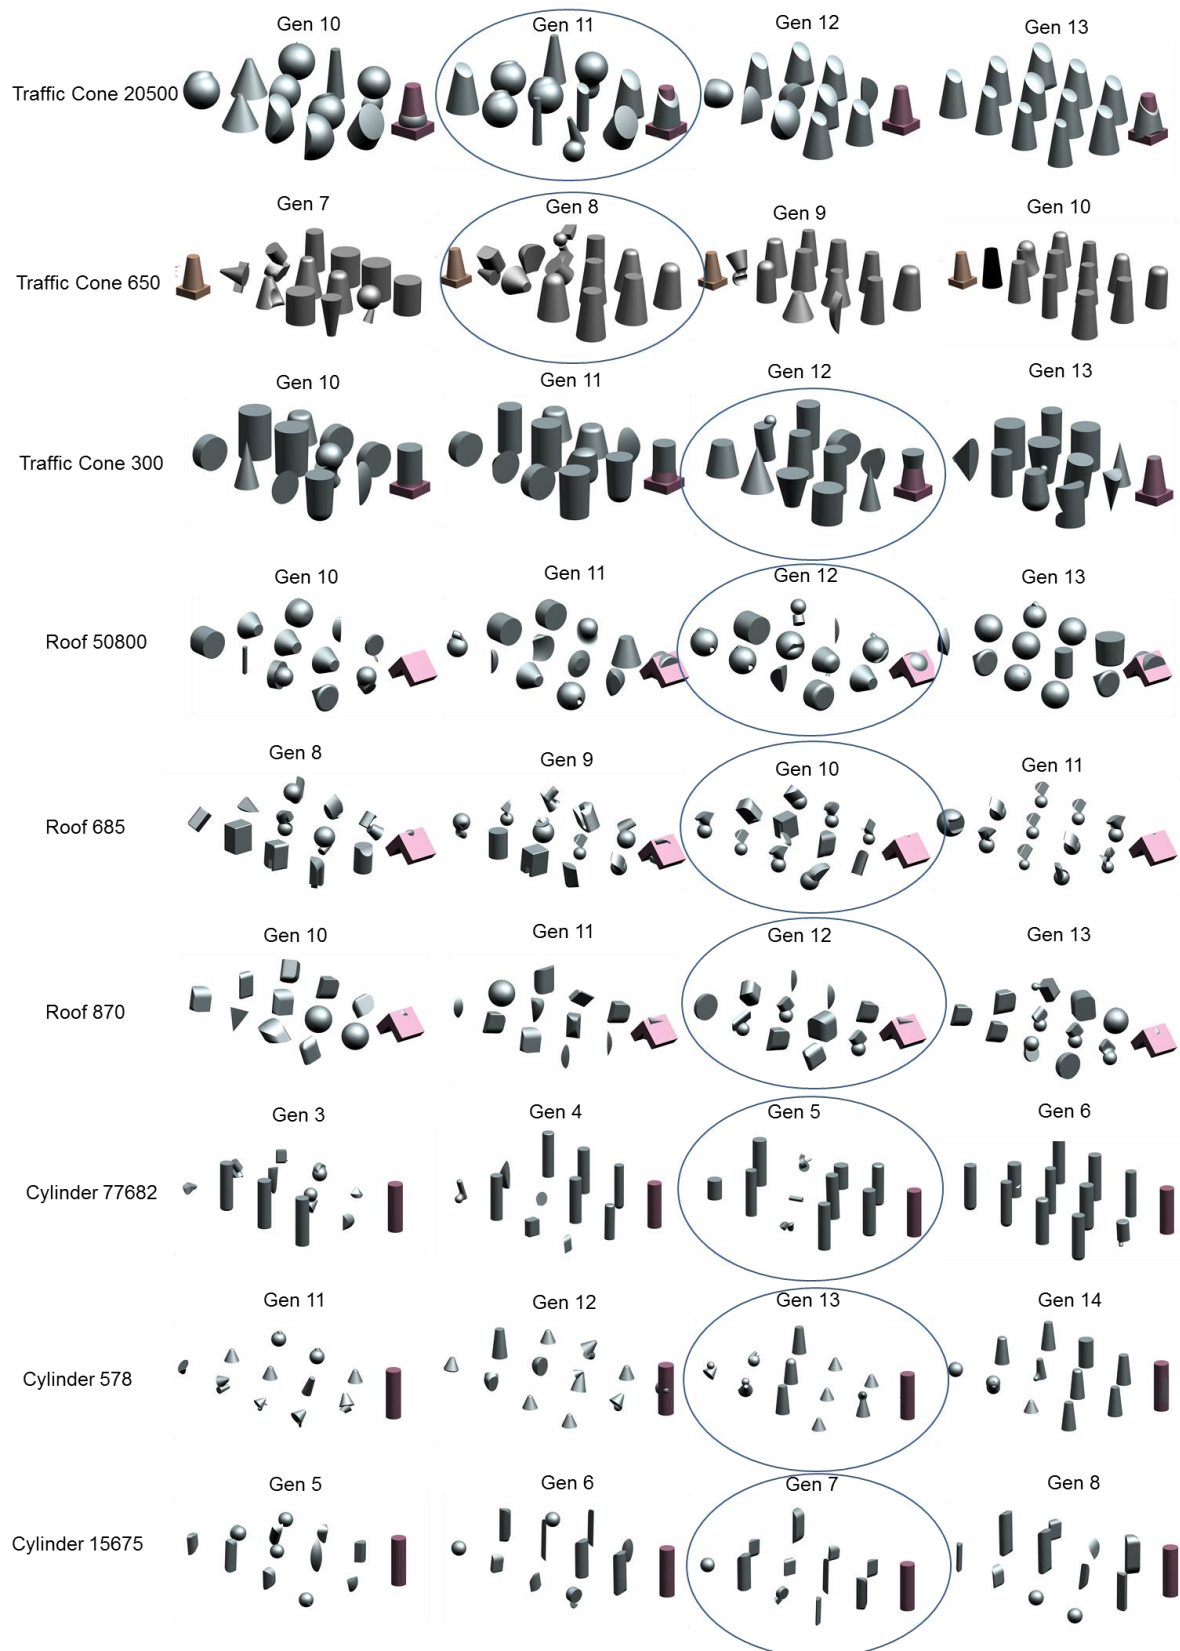 Gen 10 Gen 11 Gen 12 Gen 13
Traffic Cone 20500
Gen 7 Gen 8 Gen 9 Gen 10
Traffic Cone 650
Gen 10 Gen 11 Gen 12 Gen 13
Traffic Cone 300
Gen 10 Gen 11 Gen 12 Gen 13
Roof 50800
Gen 8 Gen 9 Gen 10 Gen 11
Roof 685
Gen 10 Gen 11 Gen 12 Gen 13
Roof 870
Gen 3 Gen 4 Gen 5 Gen 6
Cylinder 77682
Gen 11 Gen 12 Gen 13 Gen 14
Cylinder 578
Gen 5 Gen 6 Gen 7 Gen 8
Cylinder 15675